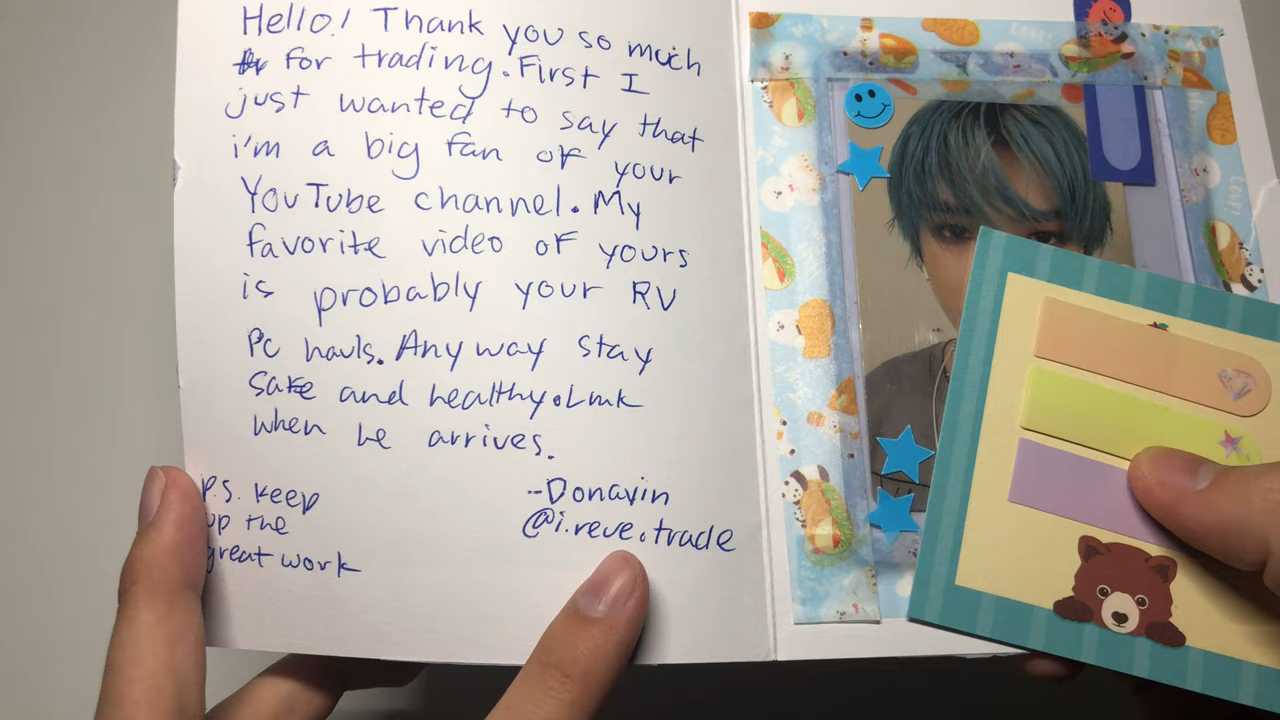 Hello! Thank you so much
for trading. First I
just wanted to say that
i'm a big fan of your
YouTube channel. My
favorite video of yours
is probably your RV
Pc hauls. Any way stay
safe and healthy. Lmk
when he arrives.
P.S. keep
up the
great work
-Donavin
@i.reve.trade